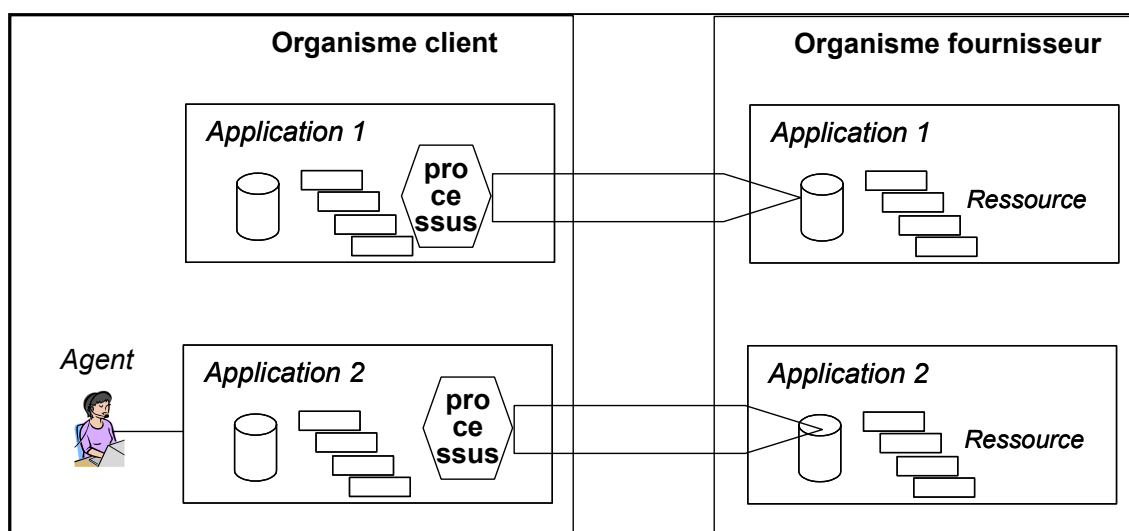 Organisme client
Organisme fournisseur
Application 1
pro
ce
ssus
Application 1
Ressource
Agent
Application 2
pro
ce
ssus
Application 2
Ressource